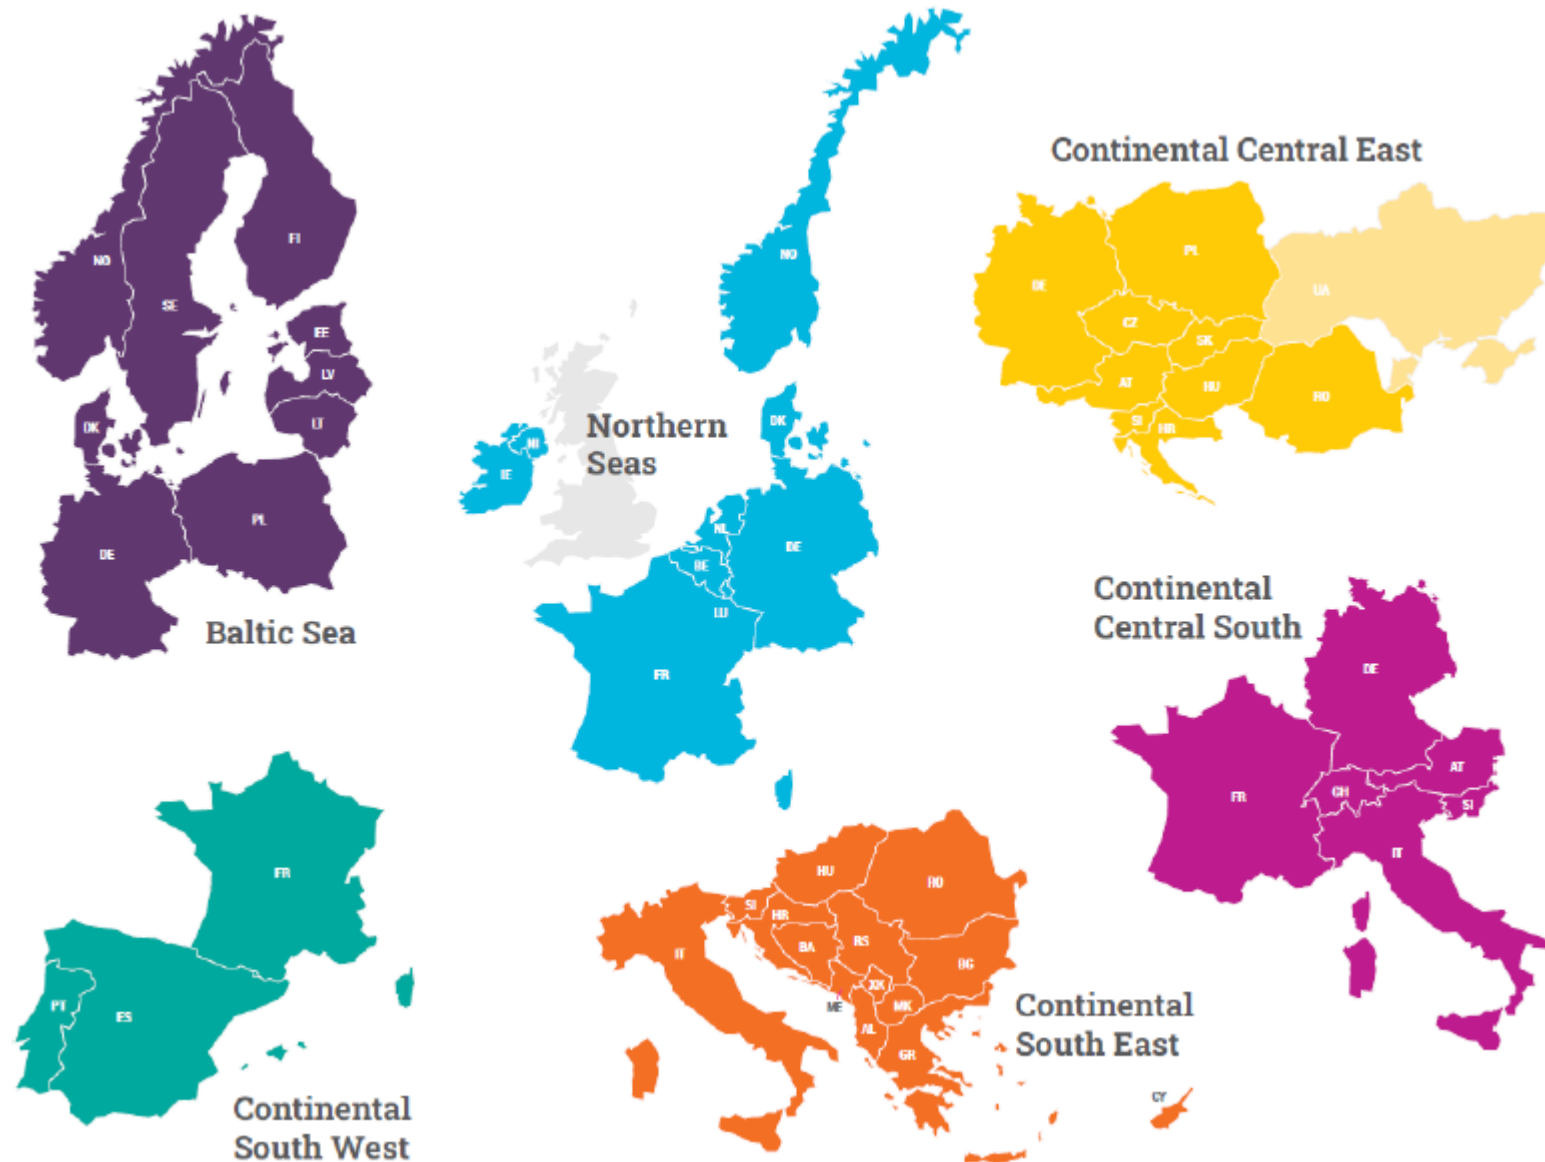 NO
FI
SE
EE
LV
LT
DK
PL
DE
Baltic Sea
NO
Northern
Seas
DK
NI
IE
NL
DE
BE
LU
FR
Continental Central East
PL
UA
DE
CZ
SK
AT
HU
RO
SI
HR
Continental
Central South
DE
FR
AT
CH
SI
IT
FR
PT
ES
Continental
South West
HU
RO
SI
HR
IT
BA
RS
BG
XK
ME
MK
AL
GR
CY
Continental
South East